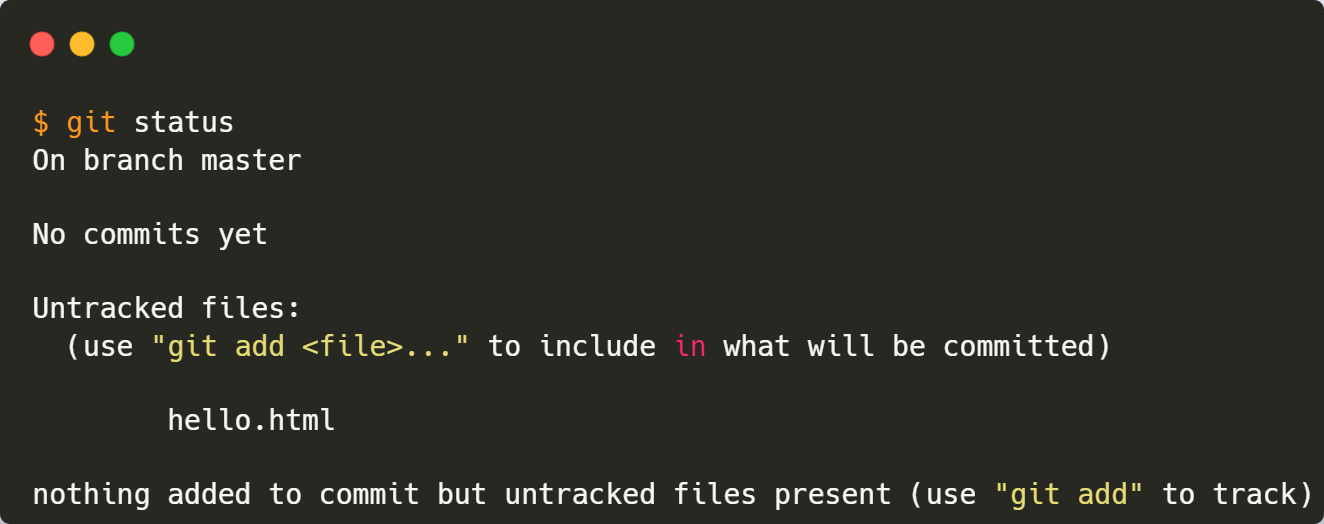 $ git status
On branch master
No commits yet
Untracked files:
(use "git add <file>..." to include in what will be committed)
hello.html
nothing added to commit but untracked files present (use "git add" to track)